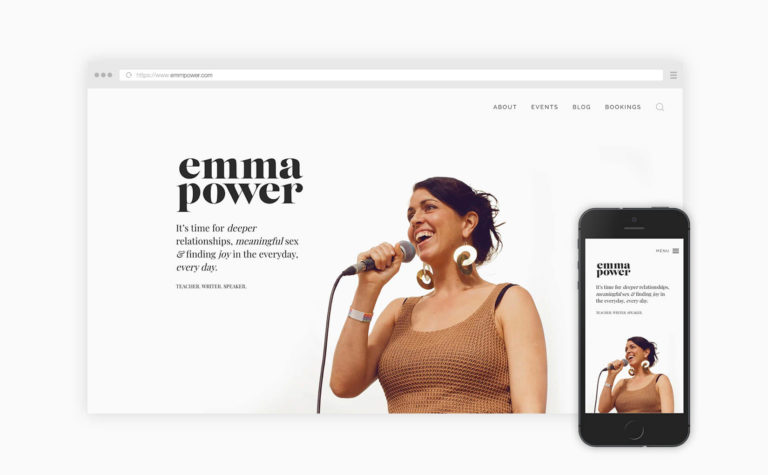 https://www.emmpower.com
ABOUT EVENTS BLOG BOOKINGS
emma
power
It's time for deeper
relationships, meaningful sex
& finding joy in the everyday,
every day.
TEACHER. WRITER. SPEAKER.
MENU
emma
power
It's time for deeper relationships,
meaningful sex & finding joy in
the everyday, every day.
TEACHER. WRITER. SPEAKER.